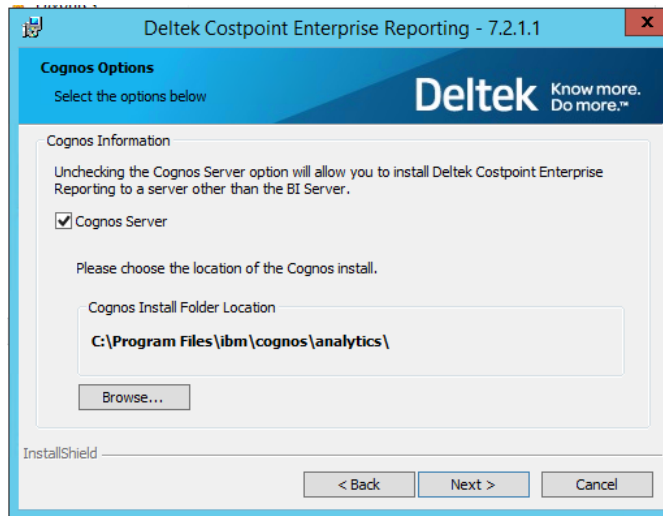 Deltek Costpoint Enterprise Reporting - 7.2.1.1
x
Cognos Options
Select the options below
Deltek
Know more.
Do more.™
Cognos Information
Unchecking the Cognos Server option will allow you to install Deltek Costpoint Enterprise
Reporting to a server other than the BI Server.
Cognos Server
Please choose the location of the Cognos install.
Cognos Install Folder Location
C:\Program Files\ibm\cognos\analytics\
Browse...
InstallShield
< Back
Next >
Cancel